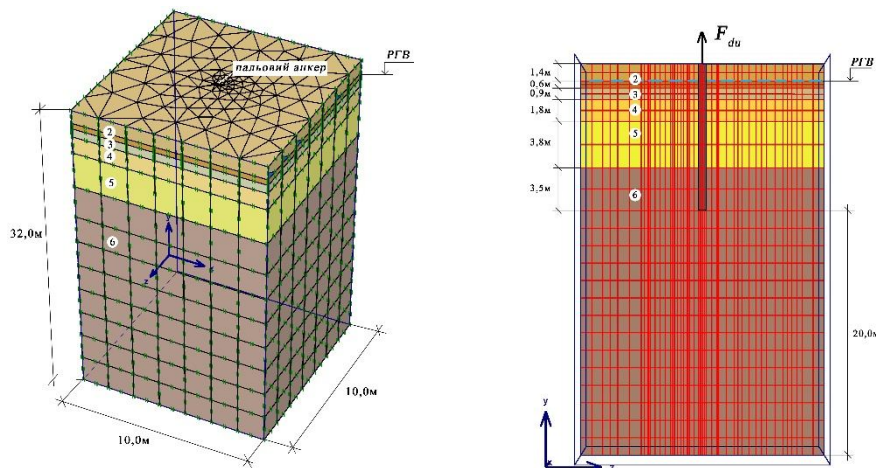 РГВ
пальовий анкер
2
3
4
5
6
32,0м
y
x
z
10,0м
10,0м
F_du
РГВ
1,4м
0,6м
0,9м
1,8м
3,8м
3,5м
2
3
4
5
6
20,0м
y
x
z